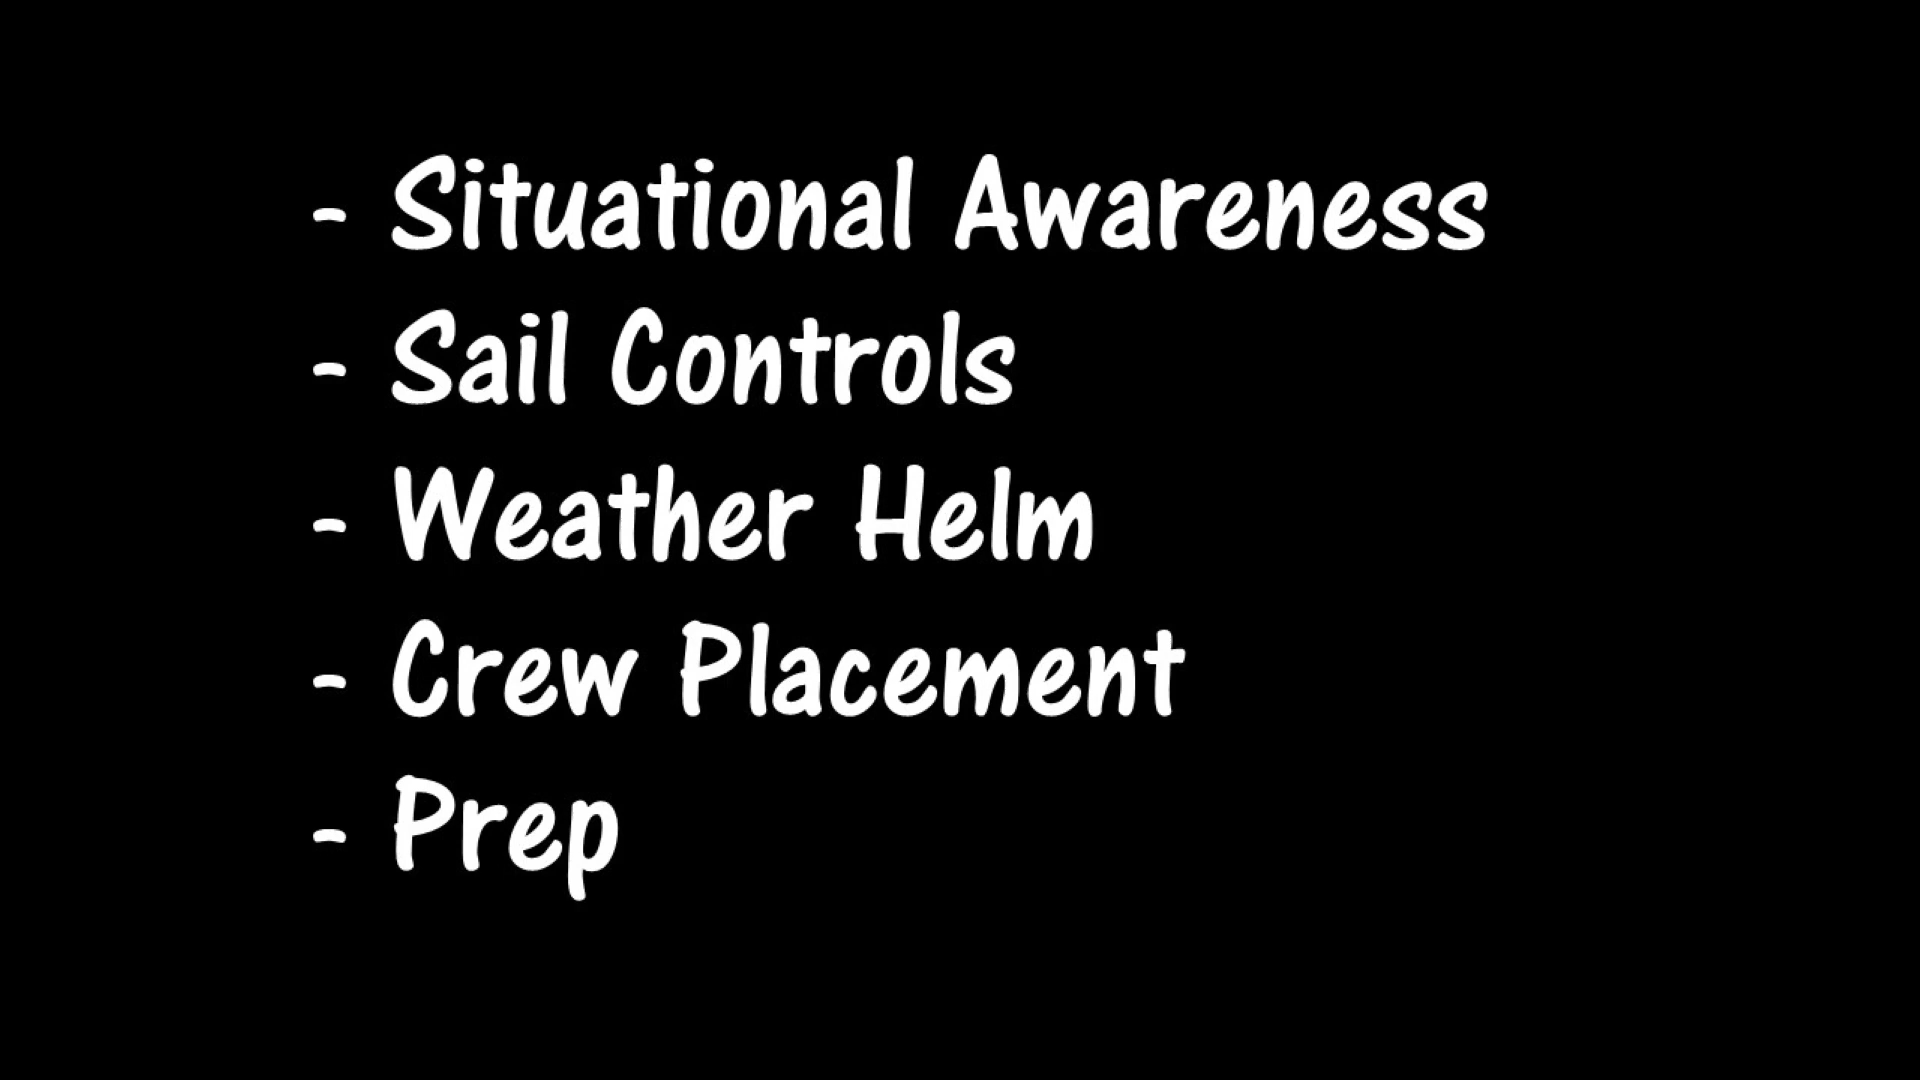 - Situational Awareness
- Sail Controls
- Weather Helm
- Crew Placement
- Prep